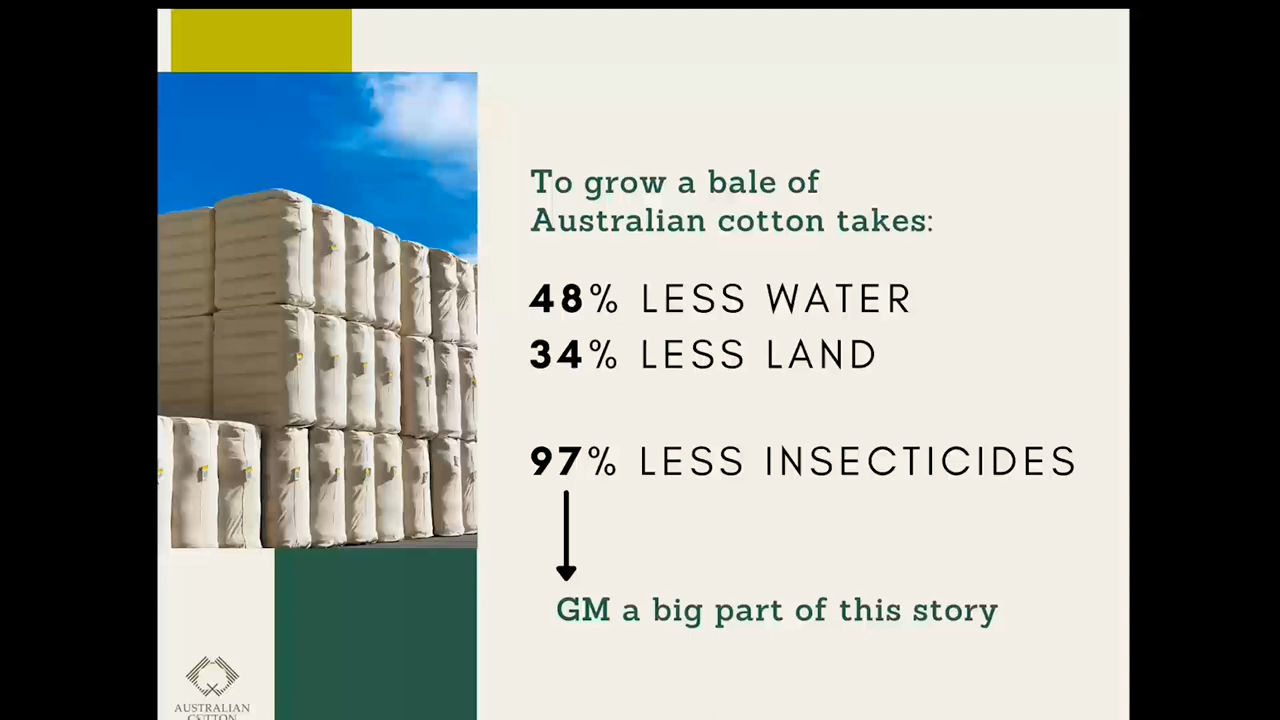 To grow a bale of
Australian cotton takes:
48% LESS WATER
34% LESS LAND
97% LESS INSECTICIDES
GM a big part of this story
AUSTRALIAN
COTTON